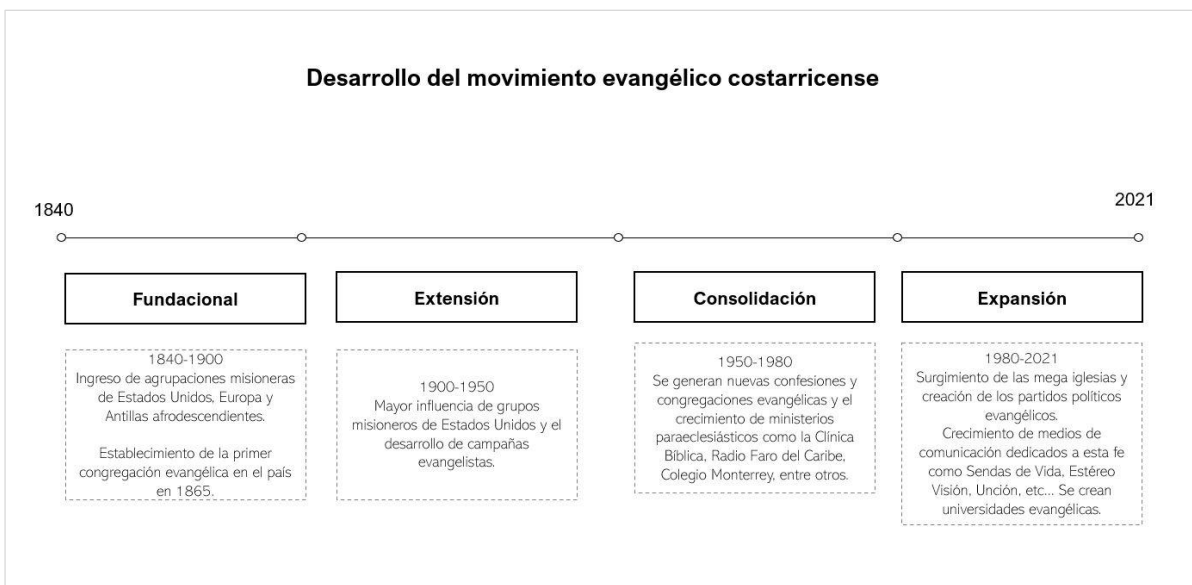 Desarrollo del movimiento evangélico costarricense
1840
2021
Fundacional
Extensión
Consolidación
Expansión
1840-1900
Ingreso de agrupaciones misioneras
de Estados Unidos, Europa y
Antillas afrodescendientes.
Establecimiento de la primer
congregación evangélica en el país
en 1865.
1900-1950
Mayor influencia de grupos
misioneros de Estados Unidos y el
desarrollo de campañas
evangelistas.
1950-1980
Se generan nuevas confesiones y
congregaciones evangélicas y el
crecimiento de ministerios
paraeclesiásticos como la Clínica
Bíblica, Radio Faro del Caribe,
Colegio Monterrey, entre otros.
1980-2021
Surgimiento de las mega iglesias y
creación de los partidos políticos
evangélicos.
Crecimiento de medios de
comunicación dedicados a esta fe
como Sendas de Vida, Estéreo
Visión, Unción, etc... Se crean
universidades evangélicas.